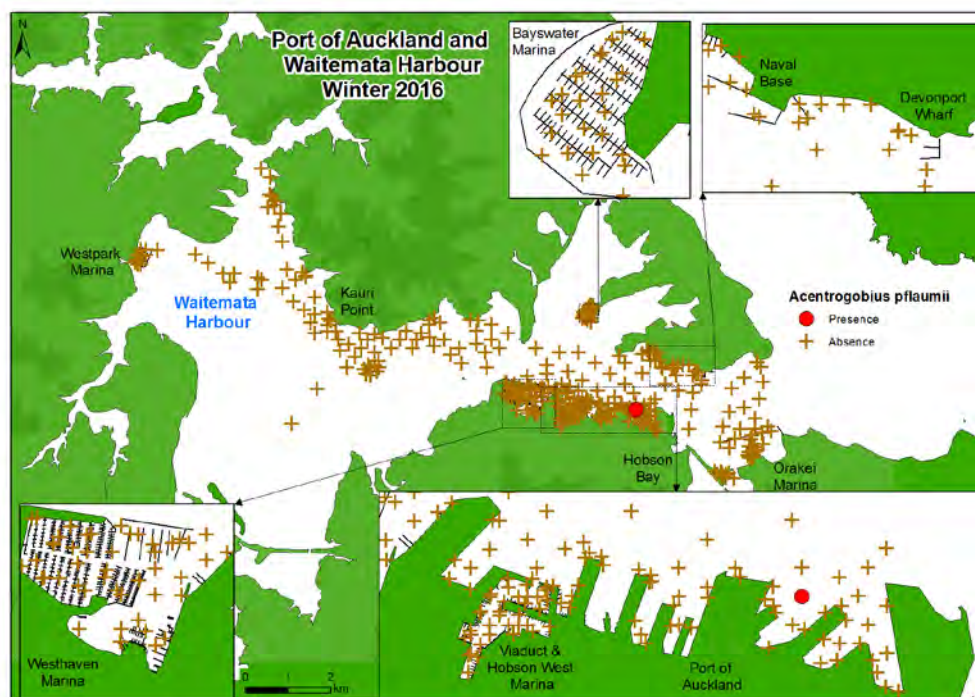 N
Port of Auckland and
Waitemata Harbour
Winter 2016
Bayswater
Marina
Naval
Base
Devonport
Wharf
Westpark
Marina
Waitemata
Harbour
Kauri
Point
Acentrogobius pflaumii
Presence
Absence
Hobson
Bay
Orakei
Marina
Westhaven
Marina
0 1 2
km
Viaduct &
Hobson West
Marina
Port of
Auckland